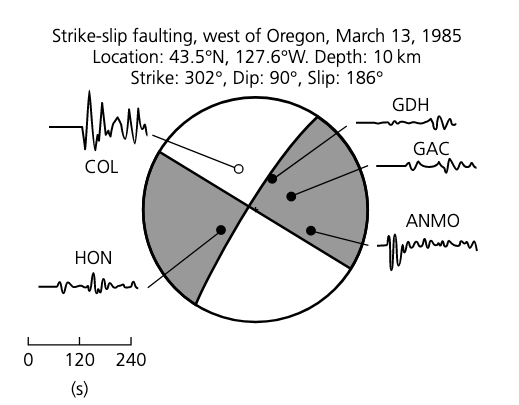 Strike-slip faulting, west of Oregon, March 13, 1985
Location: 43.5°N, 127.6°W. Depth: 10 km
Strike: 302°, Dip: 90°, Slip: 186°
GDH
GAC
COL
ANMO
HON
0 120 240
(s)